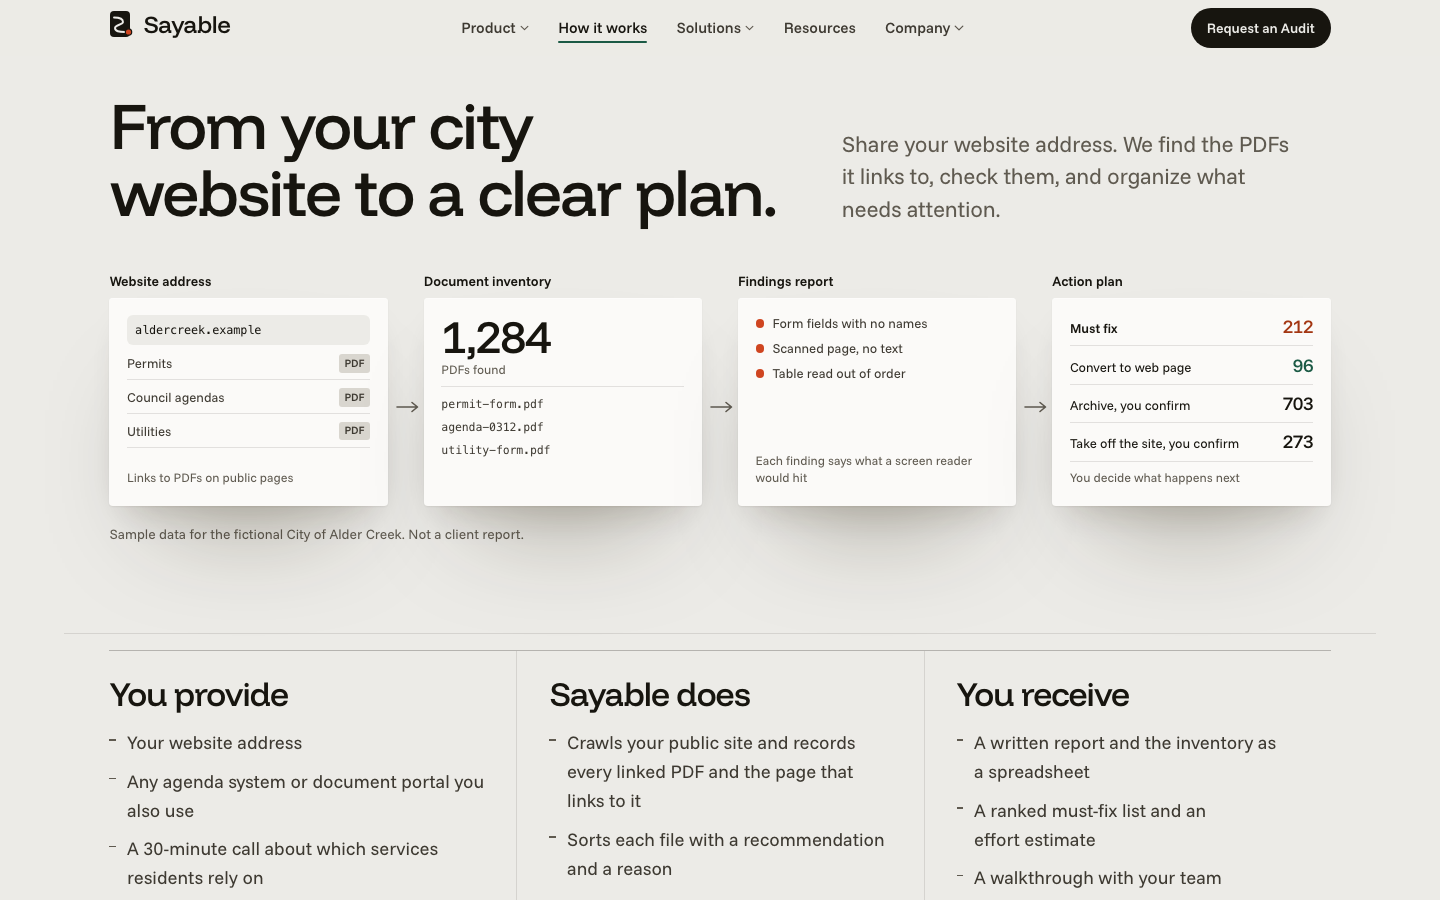 Sayable
Product
How it works
Solutions
Resources
Company
Request an Audit
From your city
website to a clear plan.
Share your website address. We find the PDFs
it links to, check them, and organize what
needs attention.
Website address
aldercreek.example
Permits PDF
Council agendas PDF
Utilities PDF
Links to PDFs on public pages
Document inventory
1,284
PDFs found
permit-form.pdf
agenda-0312.pdf
utility-form.pdf
Findings report
Form fields with no names
Scanned page, no text
Table read out of order
Each finding says what a screen reader
would hit
Action plan
Must fix 212
Convert to web page 96
Archive, you confirm 703
Take off the site, you confirm 273
You decide what happens next
Sample data for the fictional City of Alder Creek. Not a client report.
You provide
- Your website address
- Any agenda system or document portal you
also use
- A 30-minute call about which services
residents rely on
Sayable does
- Crawls your public site and records
every linked PDF and the page that
links to it
- Sorts each file with a recommendation
and a reason
You receive
- A written report and the inventory as
a spreadsheet
- A ranked must-fix list and an
effort estimate
- A walkthrough with your team